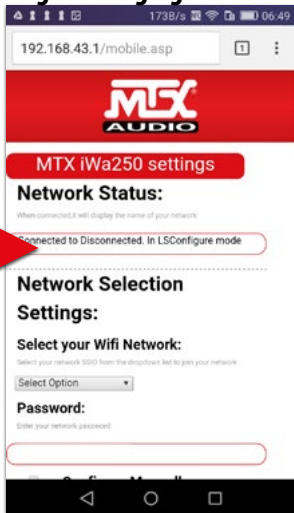 173B/s 06:49
192.168.43.1/mobile.asp 1
MTX
AUDIO
MTX iWa250 settings
Network Status:
When connected,it will display the name of your network
Connected to Disconnected. In LSConfigure mode
Network Selection
Settings:
Select your Wifi Network:
Select your network SSID from the dropdown list to join your network
Select Option
Password:
Enter your network password